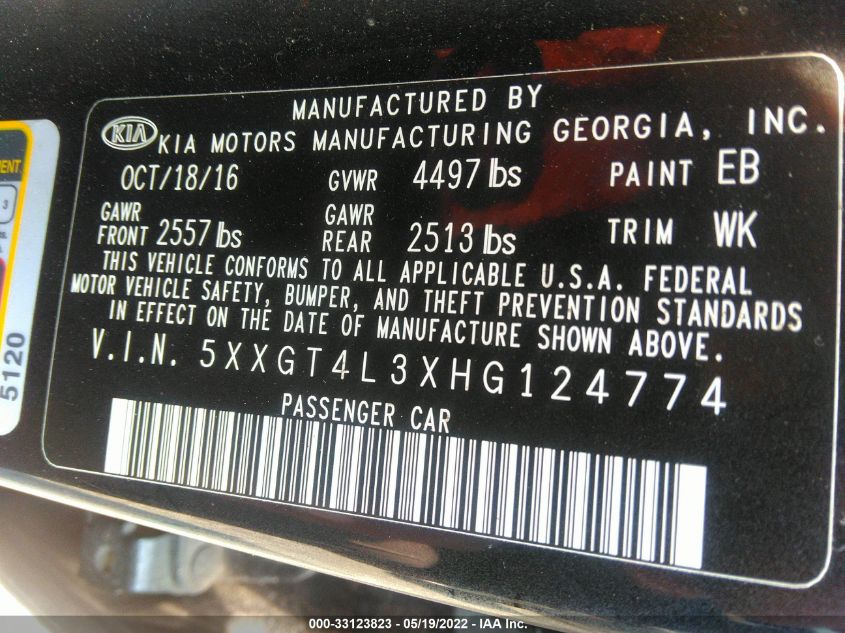 MANUFACTURED BY
KIA KIA MOTORS MANUFACTURING GEORGIA, INC.
OCT/18/16 GVWR 4497 lbs PAINT EB
GAWR FRONT 2557 lbs GAWR REAR 2513 lbs TRIM WK
THIS VEHICLE CONFORMS TO ALL APPLICABLE U.S.A. FEDERAL
MOTOR VEHICLE SAFETY, BUMPER, AND THEFT PREVENTION STANDARDS
IN EFFECT ON THE DATE OF MANUFACTURE SHOWN ABOVE.
V.I.N. 5XXGT4L3XHG124774
PASSENGER CAR
3
5120
000-33123823 - 05/19/2022 - IAA Inc.